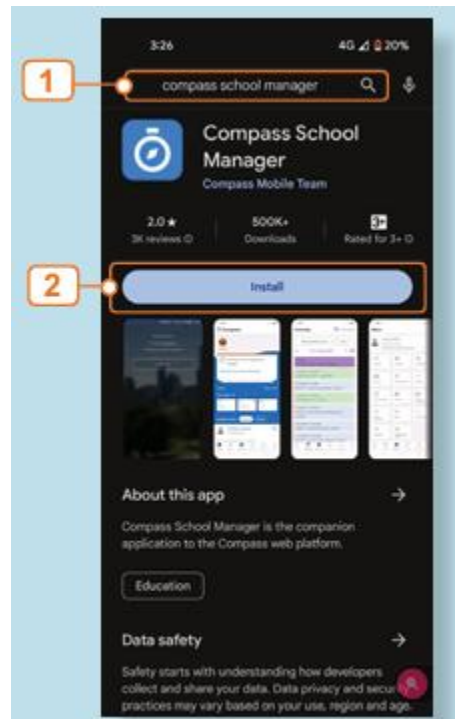 3:26 4G 20%
1
compass school manager
Compass School
Manager
Compass Mobile Team
2.0★ 500K+ 3+
3K reviews Downloads Rated for 3+
2
Install
About this app
Compass School Manager is the companion
application to the Compass web platform.
Education
Data safety
Safety starts with understanding how developers
collect and share your data. Data privacy and
practices may vary based on your use, region and age.